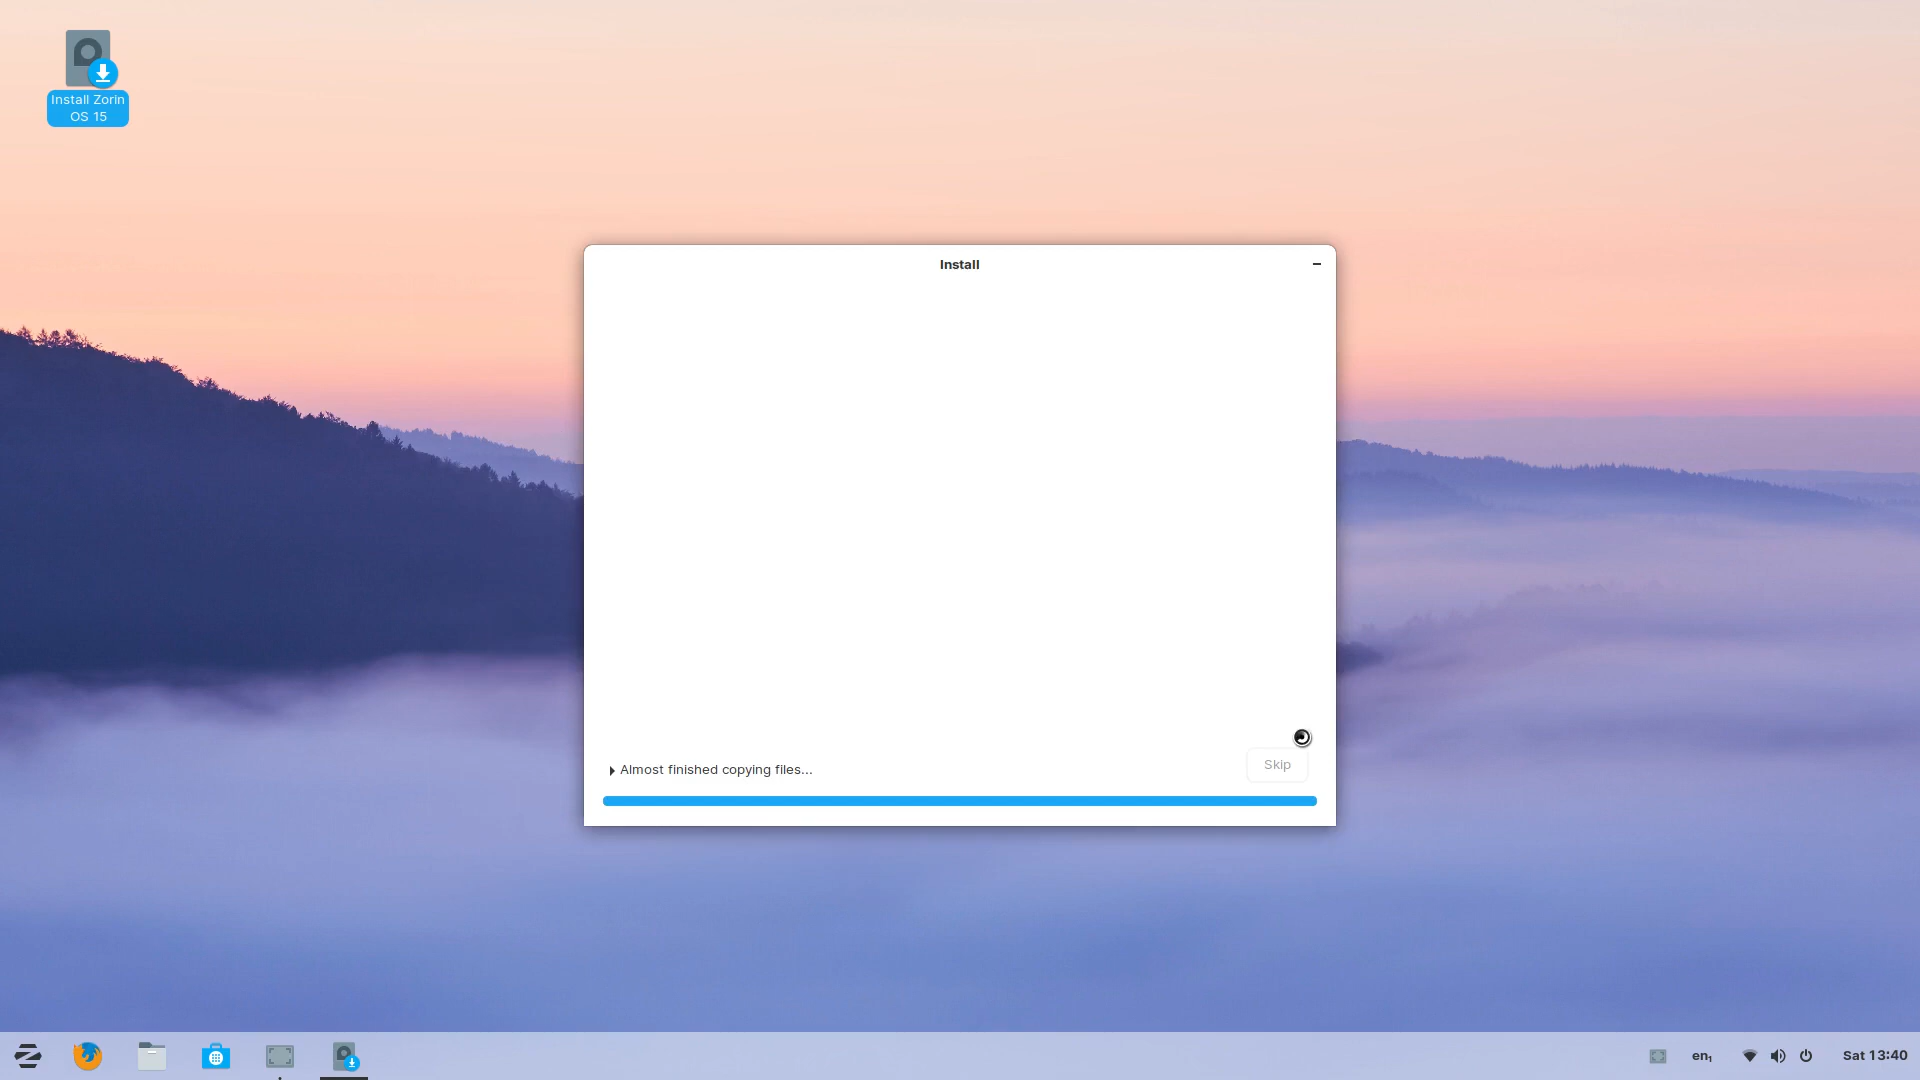 Install Zorin
OS 15
Install
Almost finished copying files...
Skip
en₁
Sat 13:40